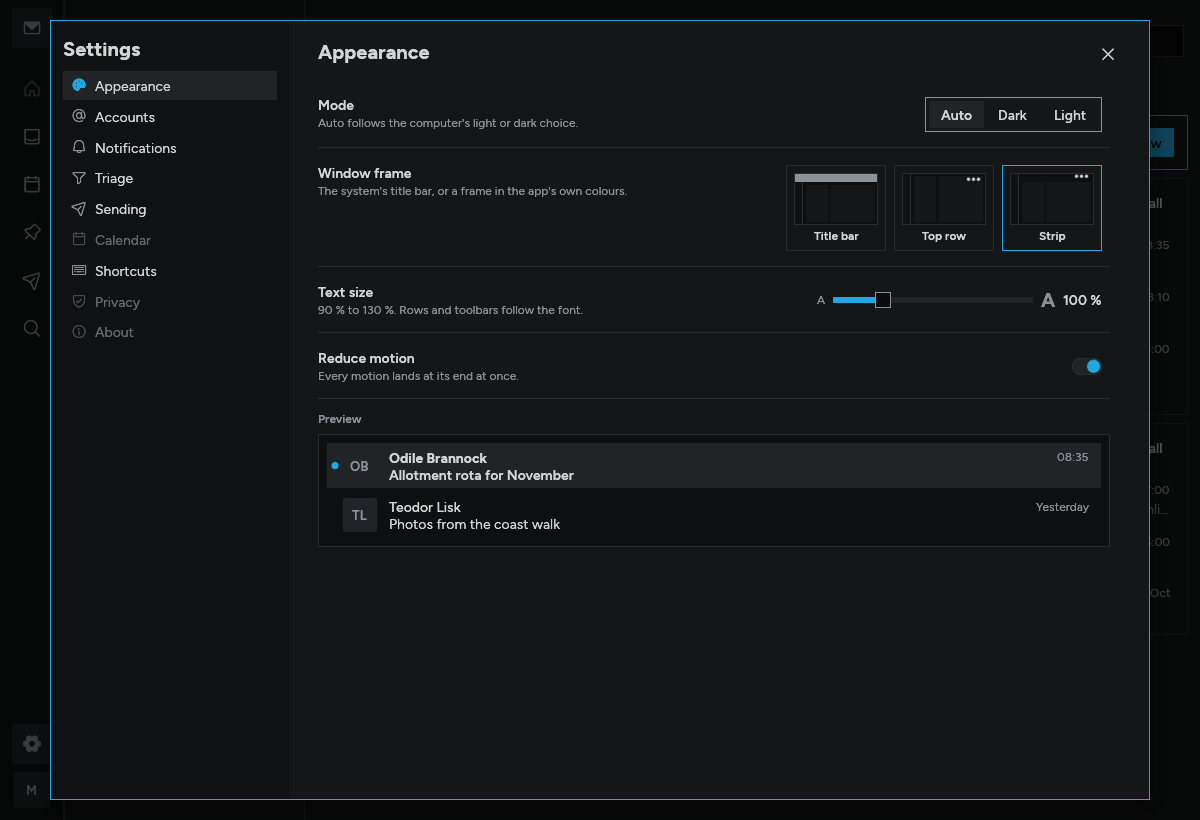 Settings
Appearance
Accounts
Notifications
Triage
Sending
Calendar
Shortcuts
Privacy
About
M
Appearance
Mode
Auto follows the computer's light or dark choice.
Auto Dark Light
Window frame
The system's title bar, or a frame in the app's own colours.
Title bar Top row Strip
Text size
90 % to 130 %. Rows and toolbars follow the font.
A A 100 %
Reduce motion
Every motion lands at its end at once.
Preview
OB
Odile Brannock
08:35
Allotment rota for November
TL
Teodor Lisk
Yesterday
Photos from the coast walk
Oct